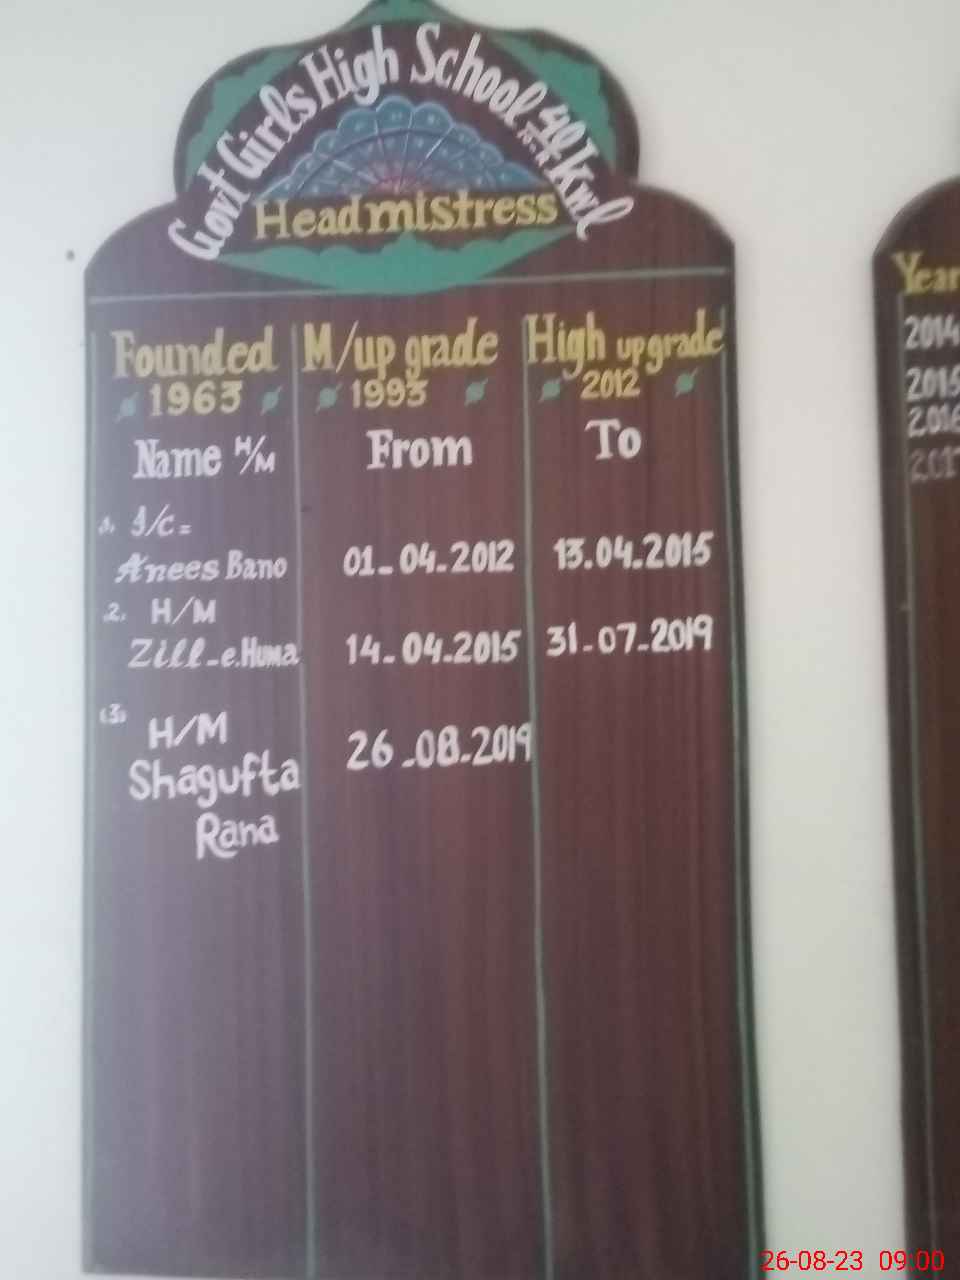 Govt Girls High School 40/10-R Kwl
Headmistress
Founded M/up grade High upgrade
1963 1993 2012
Name H/M From To
1. I/C =
Anees Bano 01-04-2012 13.04.2015
2. H/M
Zill-e.Huma 14-04-2015 31-07-2019
(3) H/M
Shagufta 26-08-2019
Rana
Year
2014
2015
2016
2017
26-08-23 09:00